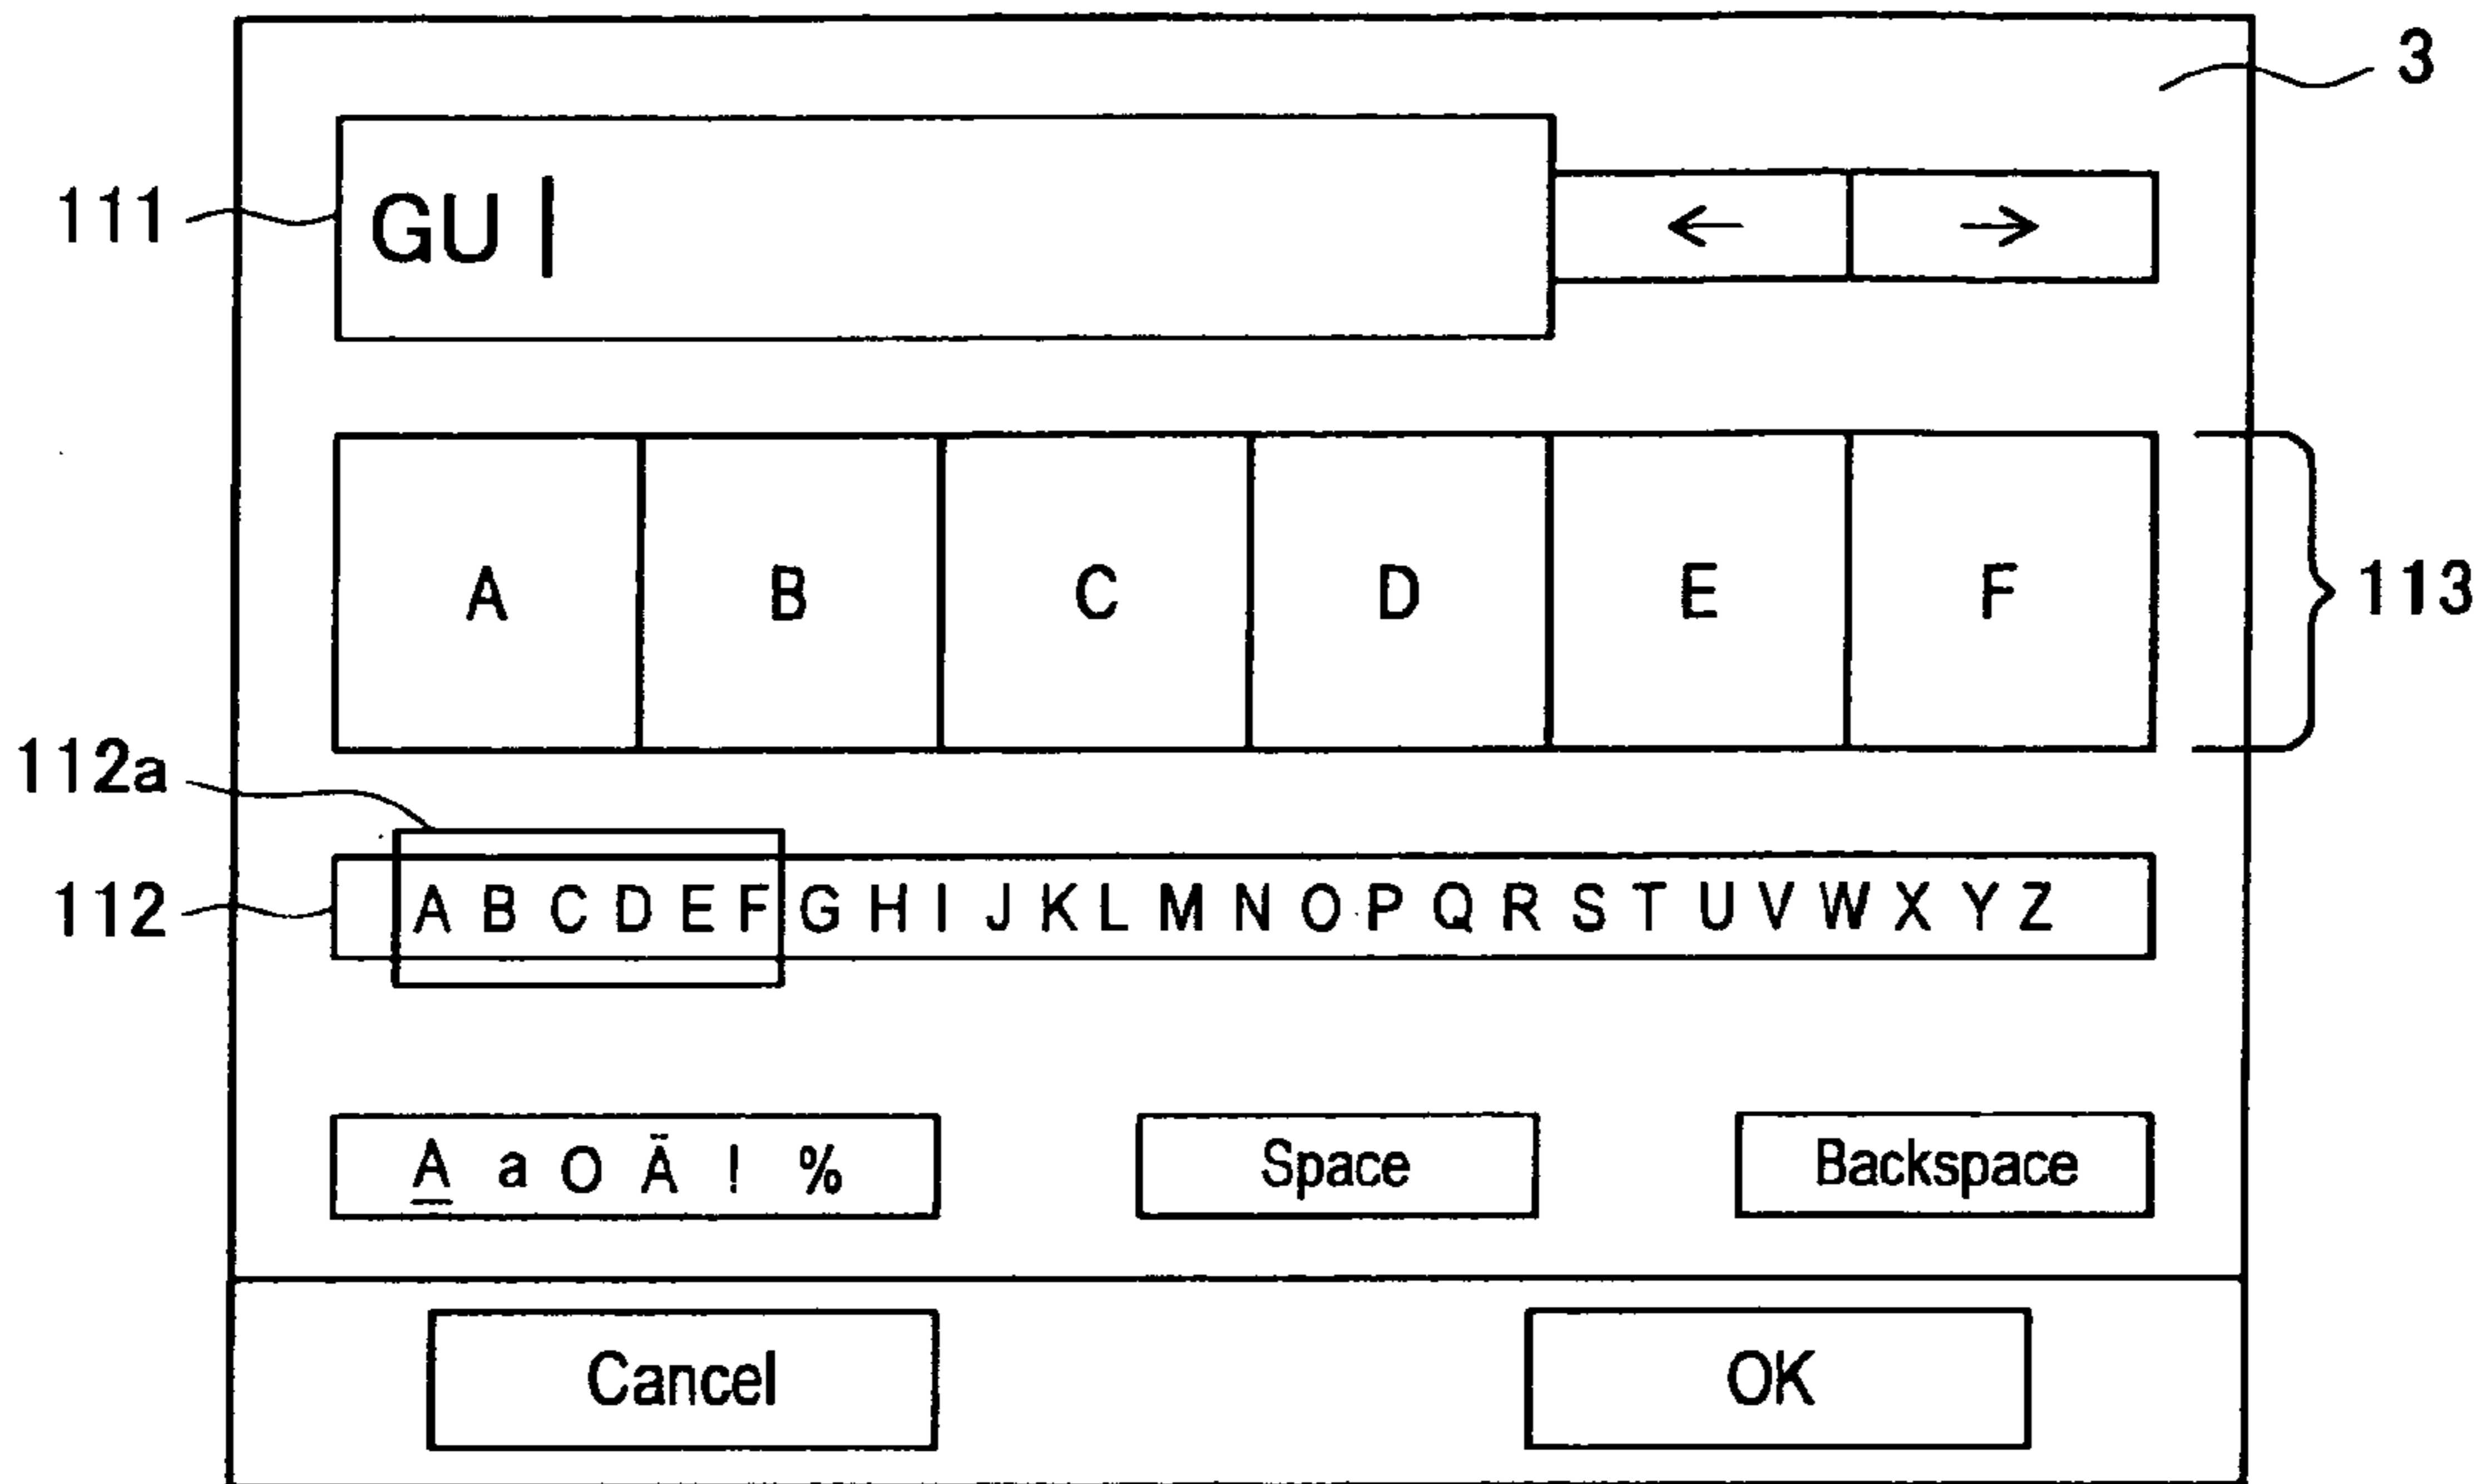 3
111 GU ← →
A B C D E F 113
112a
112 A B C D E F G H I J K L M N O P Q R S T U V W X Y Z
A a O Ä ! % Space Backspace
Cancel OK